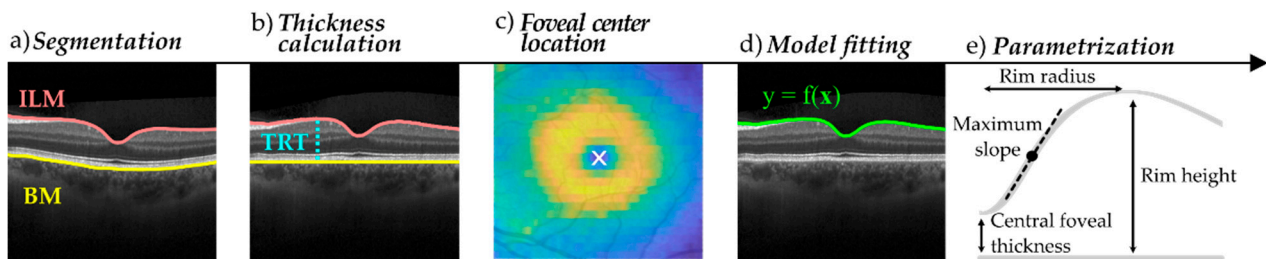 a) Segmentation
ILM
BM
b) Thickness
calculation
TRT
c) Foveal center
location
X
d) Model fitting
y = f(x)
e) Parametrization
Rim radius
Maximum
slope
Rim height
Central foveal
thickness